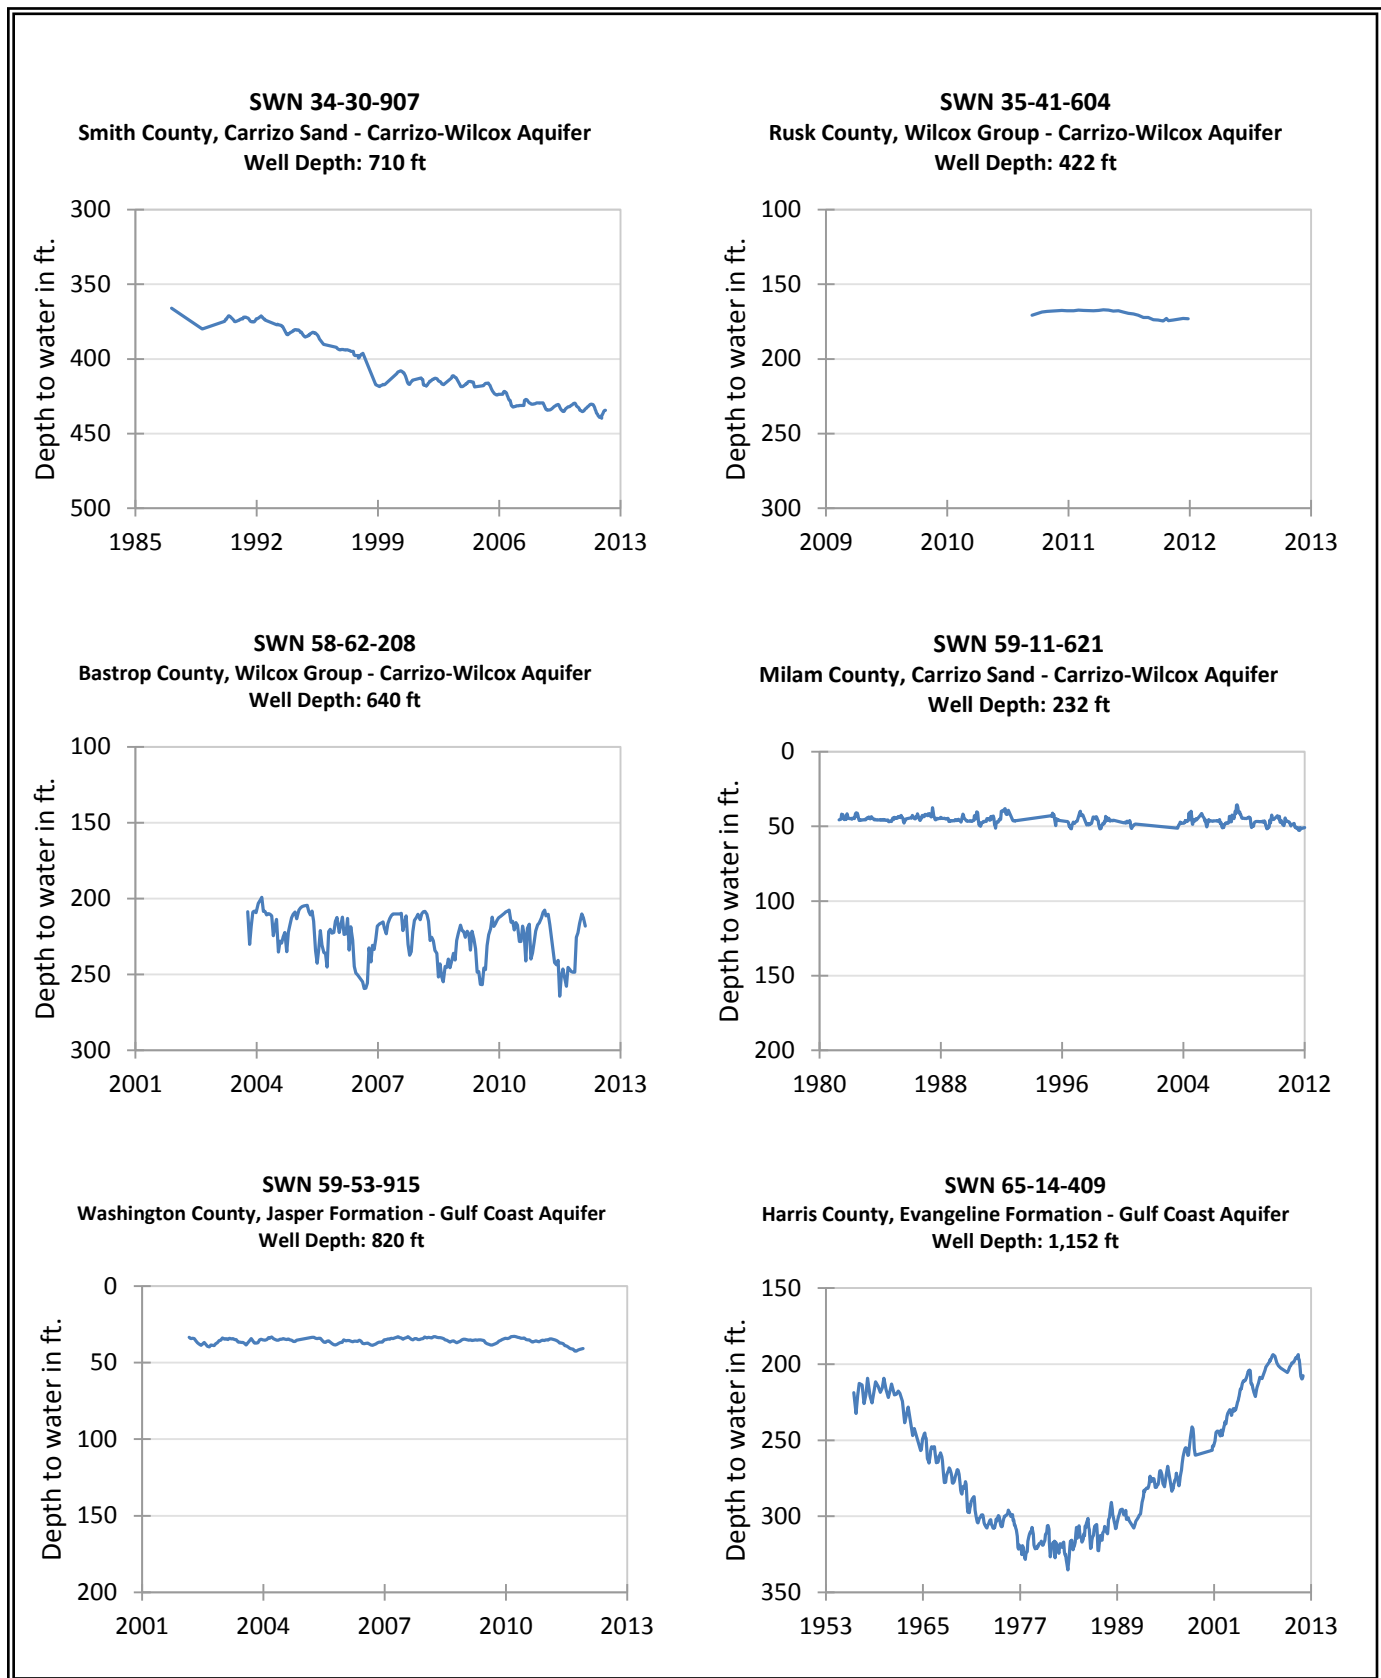 SWN 34-30-907
Smith County, Carrizo Sand - Carrizo-Wilcox Aquifer
Well Depth: 710 ft
Depth to water in ft.
300
350
400
450
500
1985 1992 1999 2006 2013
SWN 35-41-604
Rusk County, Wilcox Group - Carrizo-Wilcox Aquifer
Well Depth: 422 ft
Depth to water in ft.
100
150
200
250
300
2009 2010 2011 2012 2013
SWN 58-62-208
Bastrop County, Wilcox Group - Carrizo-Wilcox Aquifer
Well Depth: 640 ft
Depth to water in ft.
100
150
200
250
300
2001 2004 2007 2010 2013
SWN 59-11-621
Milam County, Carrizo Sand - Carrizo-Wilcox Aquifer
Well Depth: 232 ft
Depth to water in ft.
0
50
100
150
200
1980 1988 1996 2004 2012
SWN 59-53-915
Washington County, Jasper Formation - Gulf Coast Aquifer
Well Depth: 820 ft
Depth to water in ft.
0
50
100
150
200
2001 2004 2007 2010 2013
SWN 65-14-409
Harris County, Evangeline Formation - Gulf Coast Aquifer
Well Depth: 1,152 ft
Depth to water in ft.
150
200
250
300
350
1953 1965 1977 1989 2001 2013